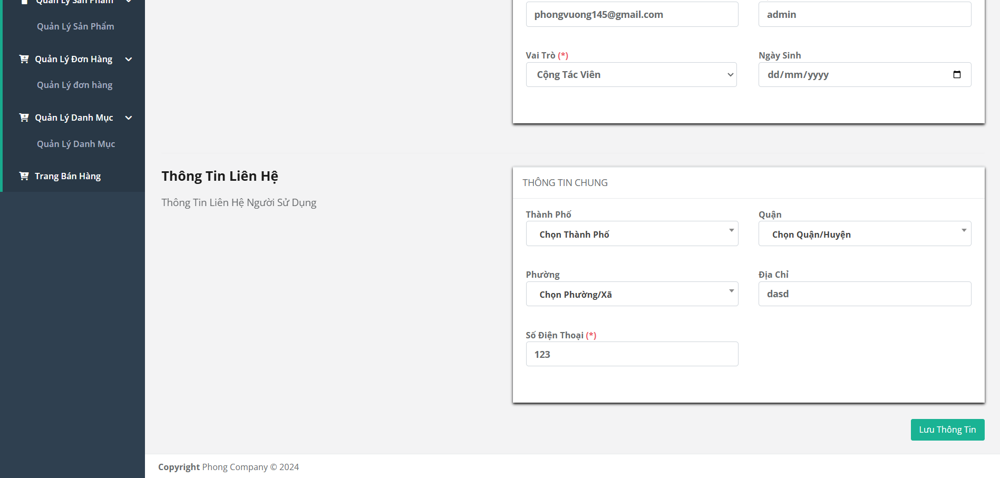 Quản Lý Sản Phẩm
Quản Lý Sản Phẩm
Quản Lý Đơn Hàng
Quản Lý đơn hàng
Quản Lý Danh Mục
Quản Lý Danh Mục
Trang Bán Hàng
phongvuong145@gmail.com
admin
Vai Trò (*)
Ngày Sinh
Cộng Tác Viên
dd/mm/yyyy
Thông Tin Liên Hệ
Thông Tin Liên Hệ Người Sử Dụng
THÔNG TIN CHUNG
Thành Phố
Quận
Chọn Thành Phố
Chọn Quận/Huyện
Phường
Địa Chỉ
Chọn Phường/Xã
dasd
Số Điện Thoại (*)
123
Lưu Thông Tin
Copyright Phong Company © 2024